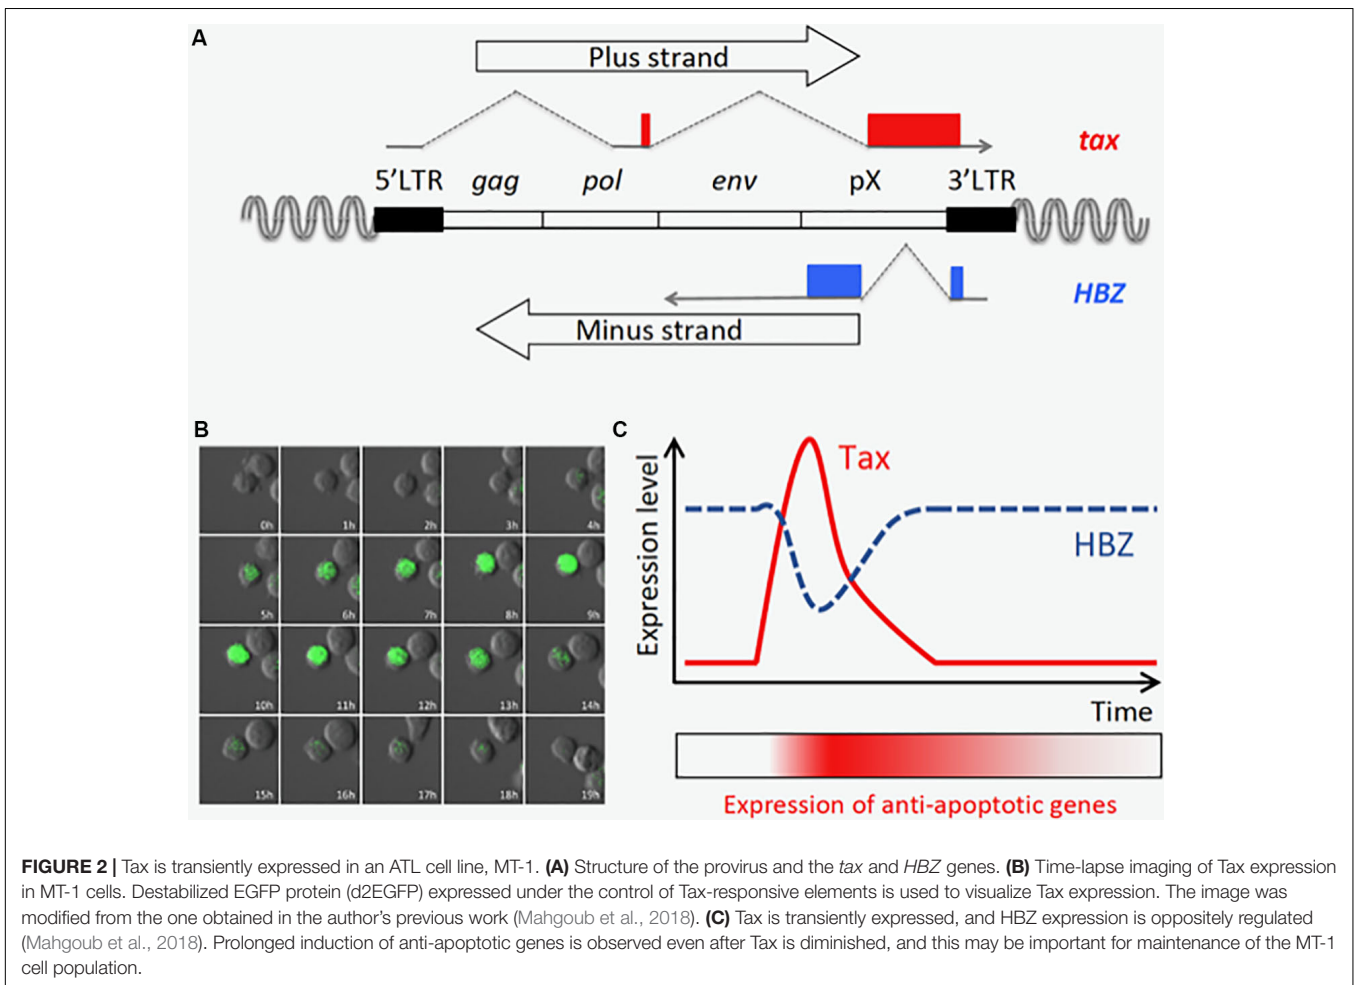 A
Plus strand
tax
5'LTR gag pol env pX 3'LTR
HBZ
Minus strand
B
0h 1h 2h 3h 4h
5h 6h 7h 8h 9h
10h 11h 12h 13h 14h
15h 16h 17h 18h 19h
C
Expression level
Tax
HBZ
Time
Expression of anti-apoptotic genes
FIGURE 2 | Tax is transiently expressed in an ATL cell line, MT-1. (A) Structure of the provirus and the tax and HBZ genes. (B) Time-lapse imaging of Tax expression
in MT-1 cells. Destabilized EGFP protein (d2EGFP) expressed under the control of Tax-responsive elements is used to visualize Tax expression. The image was
modified from the one obtained in the author's previous work (Mahgoub et al., 2018). (C) Tax is transiently expressed, and HBZ expression is oppositely regulated
(Mahgoub et al., 2018). Prolonged induction of anti-apoptotic genes is observed even after Tax is diminished, and this may be important for maintenance of the MT-1
cell population.